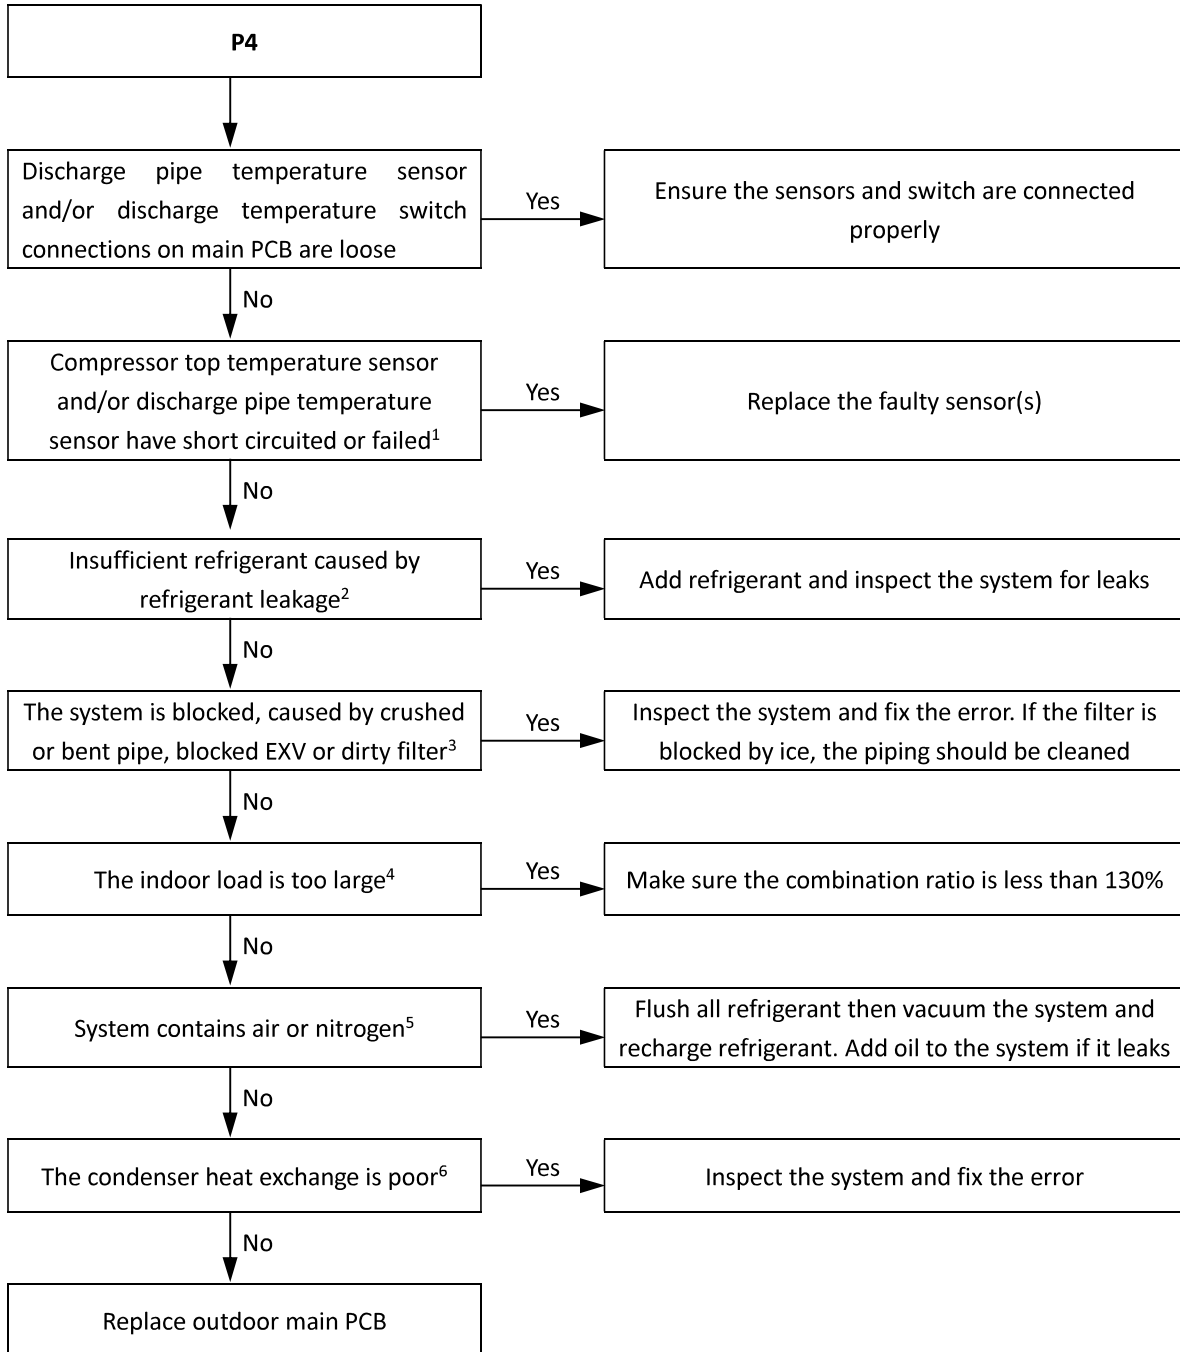 P4
Discharge pipe temperature sensor
and/or discharge temperature switch
connections on main PCB are loose
Yes
Ensure the sensors and switch are connected
properly
No
Compressor top temperature sensor
and/or discharge pipe temperature
sensor have short circuited or failed¹
Yes
Replace the faulty sensor(s)
No
Insufficient refrigerant caused by
refrigerant leakage²
Yes
Add refrigerant and inspect the system for leaks
No
The system is blocked, caused by crushed
or bent pipe, blocked EXV or dirty filter³
Yes
Inspect the system and fix the error. If the filter is
blocked by ice, the piping should be cleaned
No
The indoor load is too large⁴
Yes
Make sure the combination ratio is less than 130%
No
System contains air or nitrogen⁵
Yes
Flush all refrigerant then vacuum the system and
recharge refrigerant. Add oil to the system if it leaks
No
The condenser heat exchange is poor⁶
Yes
Inspect the system and fix the error
No
Replace outdoor main PCB